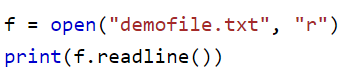 f = open("demofile.txt", "r")
print(f.readline())